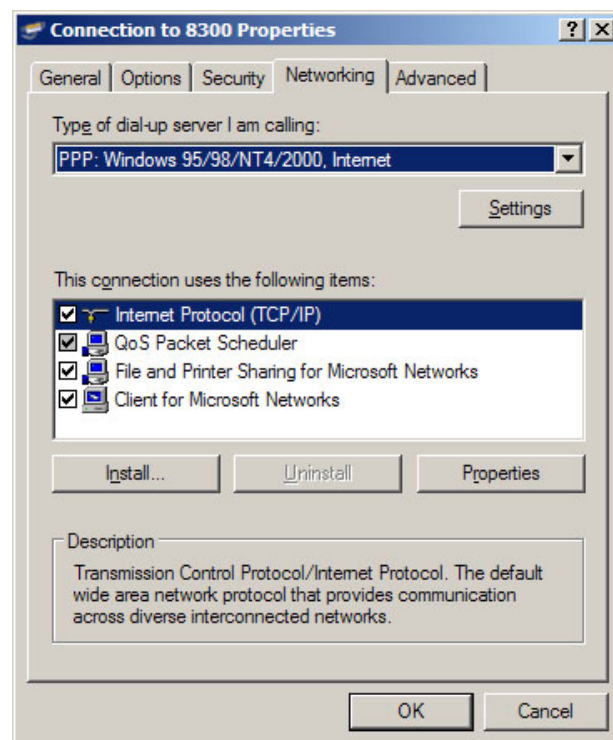 Connection to 8300 Properties
General Options Security Networking Advanced
Type of dial-up server I am calling:
PPP: Windows 95/98/NT4/2000, Internet
Settings
This connection uses the following items:
Internet Protocol (TCP/IP)
QoS Packet Scheduler
File and Printer Sharing for Microsoft Networks
Client for Microsoft Networks
Install... Uninstall Properties
Description
Transmission Control Protocol/Internet Protocol. The default
wide area network protocol that provides communication
across diverse interconnected networks.
OK Cancel